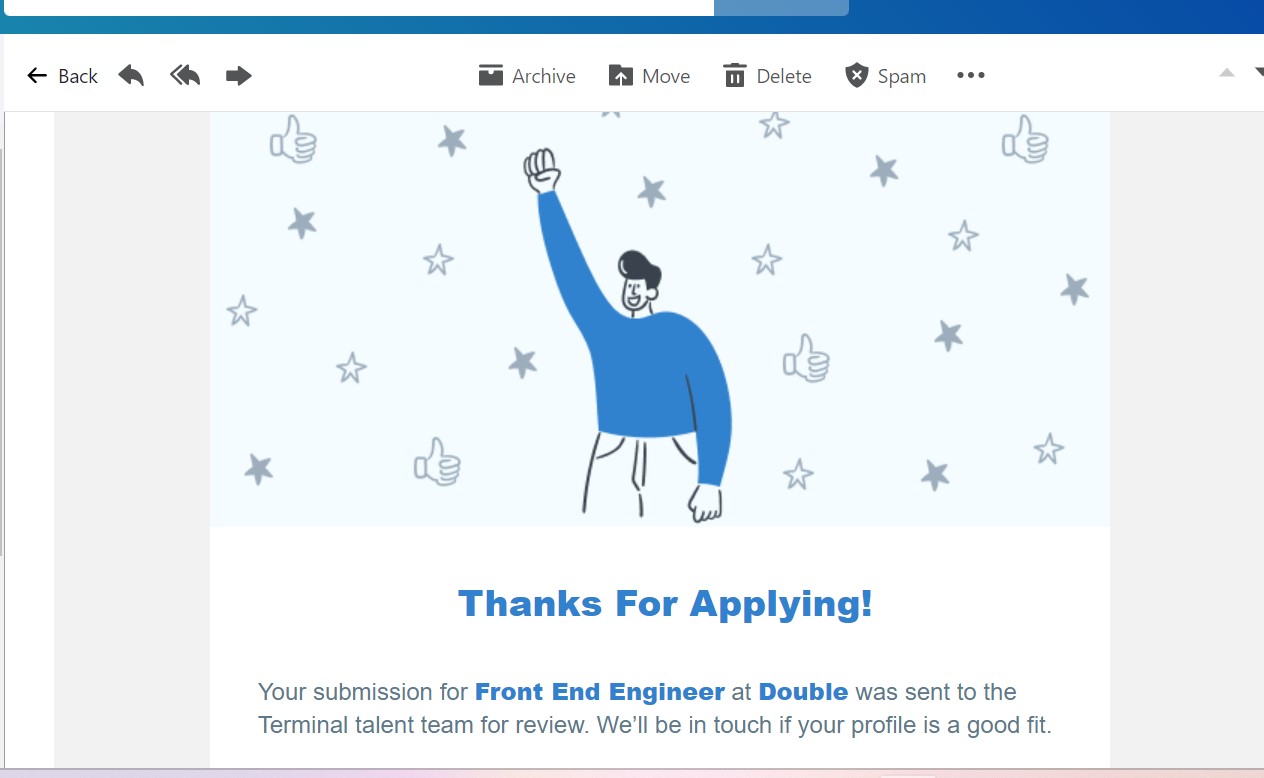 Back Archive Move Delete Spam
Thanks For Applying!
Your submission for Front End Engineer at Double was sent to the
Terminal talent team for review. We’ll be in touch if your profile is a good fit.